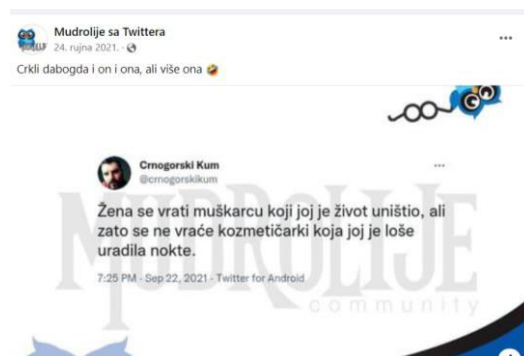 Mudrolije sa Twittera
24. rujna 2021. ·
Crkli dabogda i on i ona, ali više ona 🤣
Crnogorski Kum
@crnogorskikum
Žena se vrati muškarcu koji joj je život uništio, ali
zato se ne vraće kozmetičarki koja joj je loše
uradila nokte.
7:25 PM · Sep 22, 2021 · Twitter for Android
MUDROLIJE
community